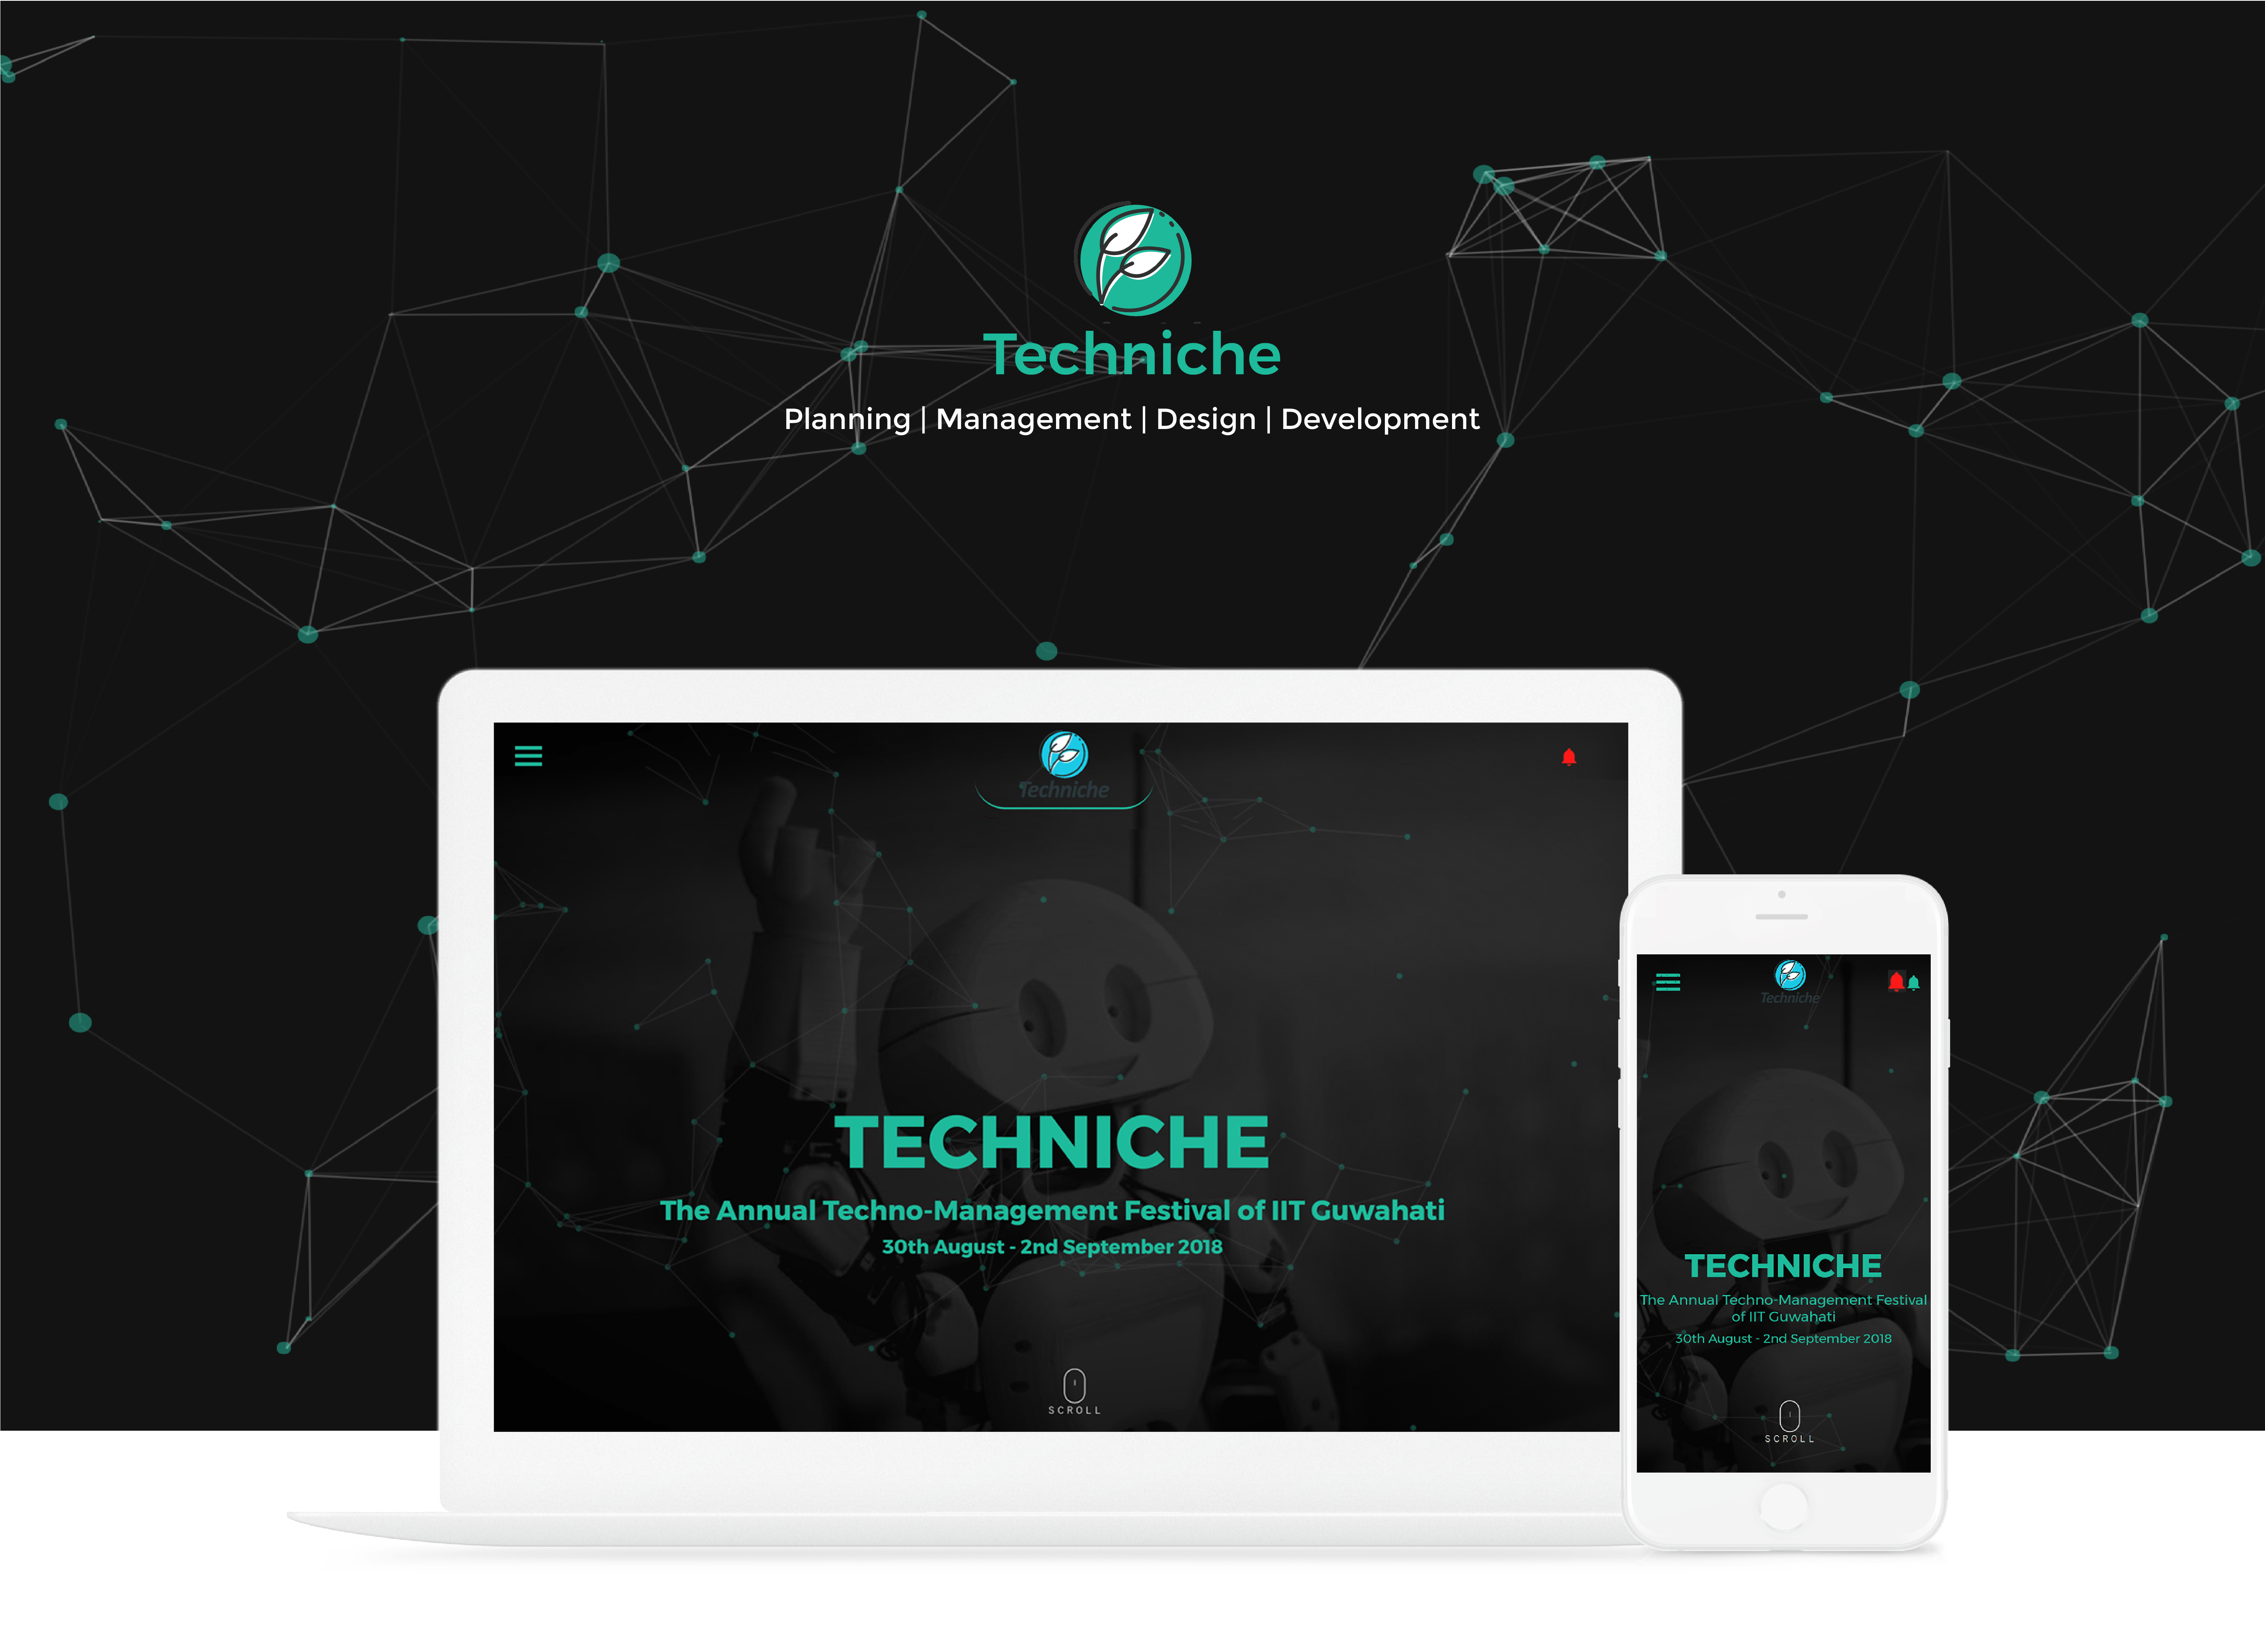 Techniche
Planning | Management | Design | Development
Techniche
TECHNICHE
The Annual Techno-Management Festival of IIT Guwahati
30th August - 2nd September 2018
SCROLL
Techniche
TECHNICHE
The Annual Techno-Management Festival
of IIT Guwahati
30th August - 2nd September 2018
SCROLL